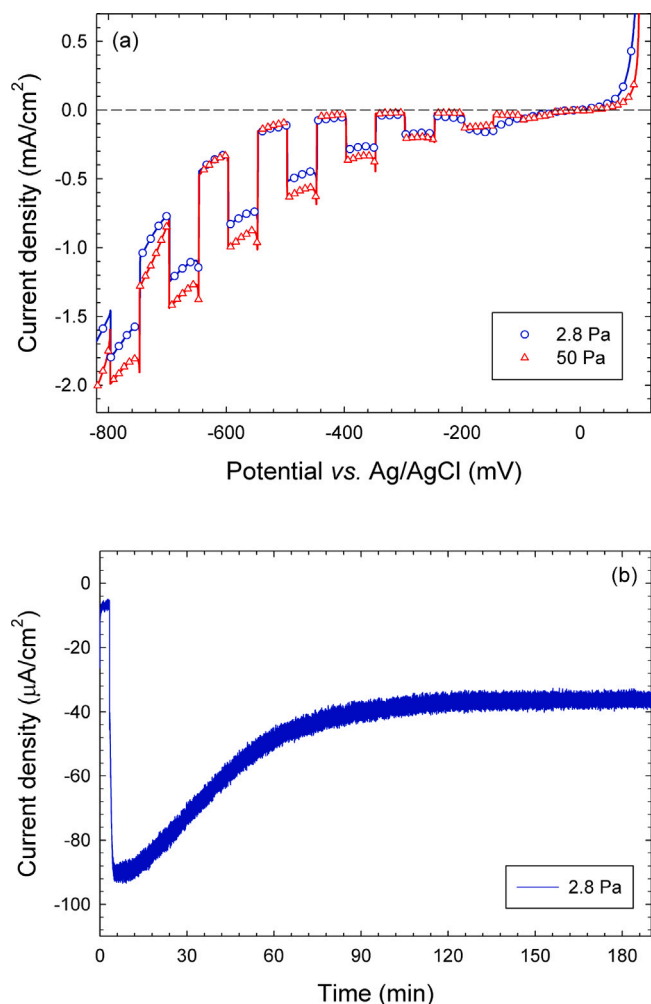 (a)
Current density (mA/cm²)
0.5
0.0
-0.5
-1.0
-1.5
-2.0
2.8 Pa
50 Pa
-800 -600 -400 -200 0
Potential vs. Ag/AgCl (mV)
(b)
Current density (µA/cm²)
0
-20
-40
-60
-80
-100
2.8 Pa
0 30 60 90 120 150 180
Time (min)